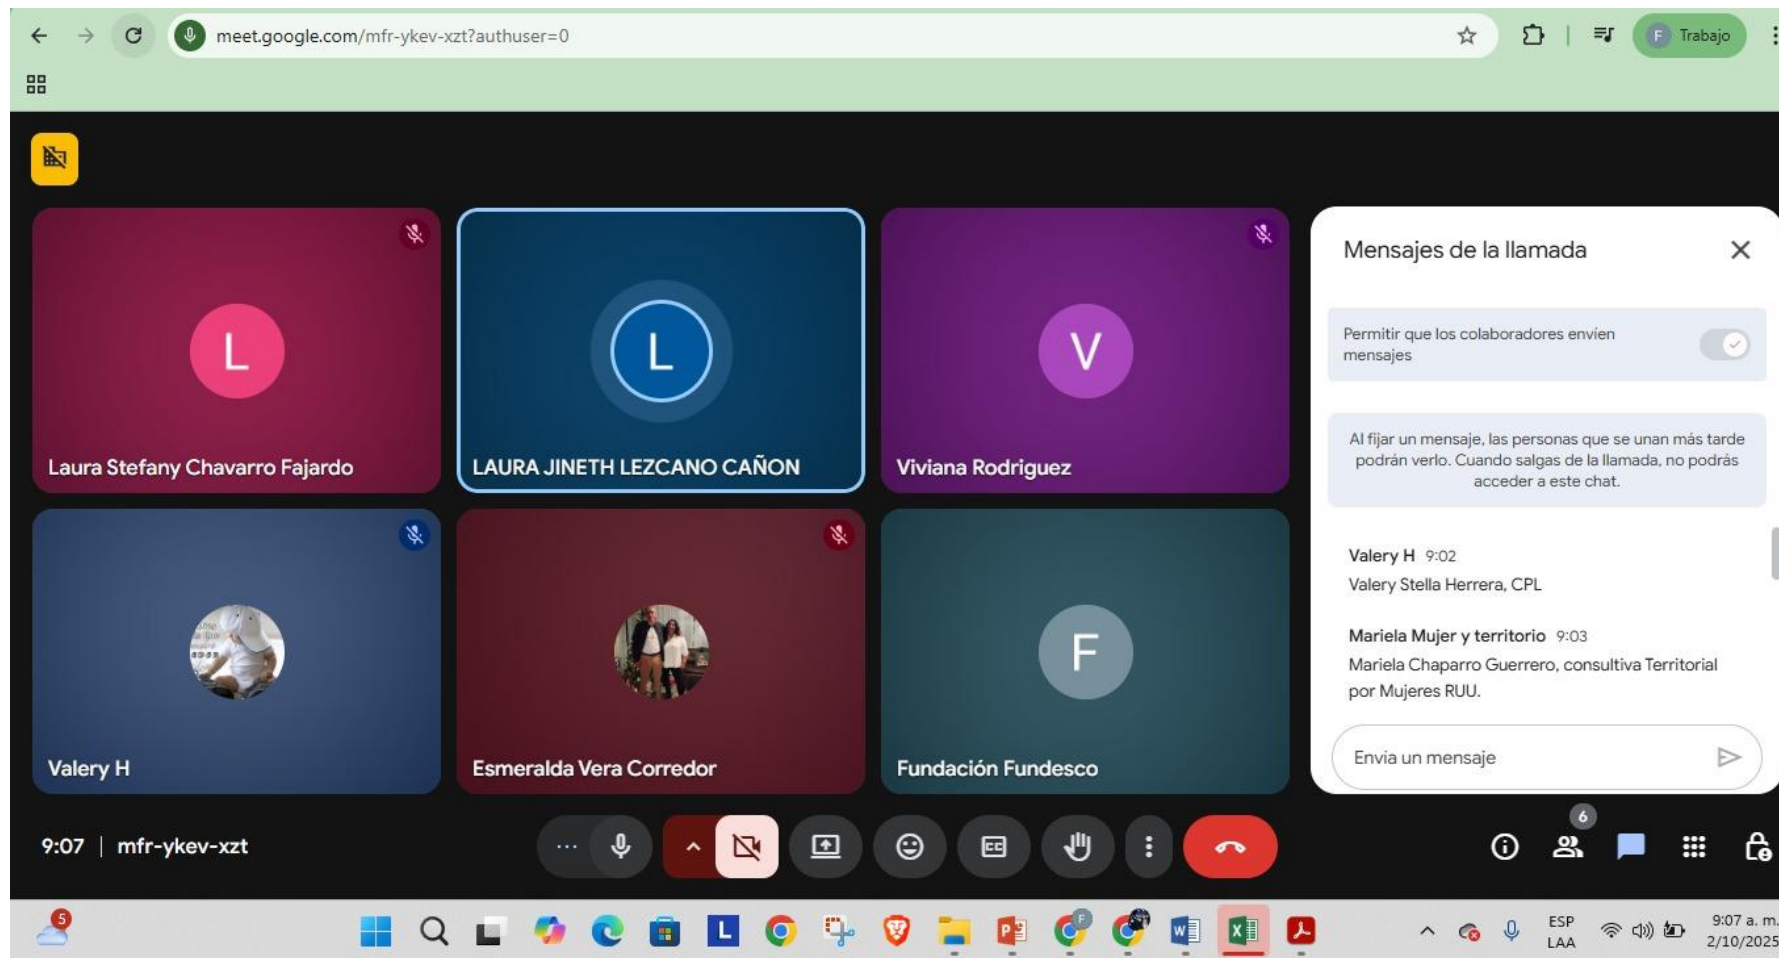 meet.google.com/mfr-ykev-xzt?authuser=0
F Trabajo
L
Laura Stefany Chavarro Fajardo
L
LAURA JINETH LEZCANO CAÑON
V
Viviana Rodriguez
Valery H
Esmeralda Vera Corredor
F
Fundación Fundesco
Mensajes de la llamada
Permitir que los colaboradores envíen
mensajes
Al fijar un mensaje, las personas que se unan más tarde
podrán verlo. Cuando salgas de la llamada, no podrás
acceder a este chat.
Valery H 9:02
Valery Stella Herrera, CPL
Mariela Mujer y territorio 9:03
Mariela Chaparro Guerrero, consultiva Territorial
por Mujeres RUU.
Envía un mensaje
9:07 | mfr-ykev-xzt
CC
6
5
L
P
F
W
X
ESP
LAA
9:07 a. m.
2/10/2025